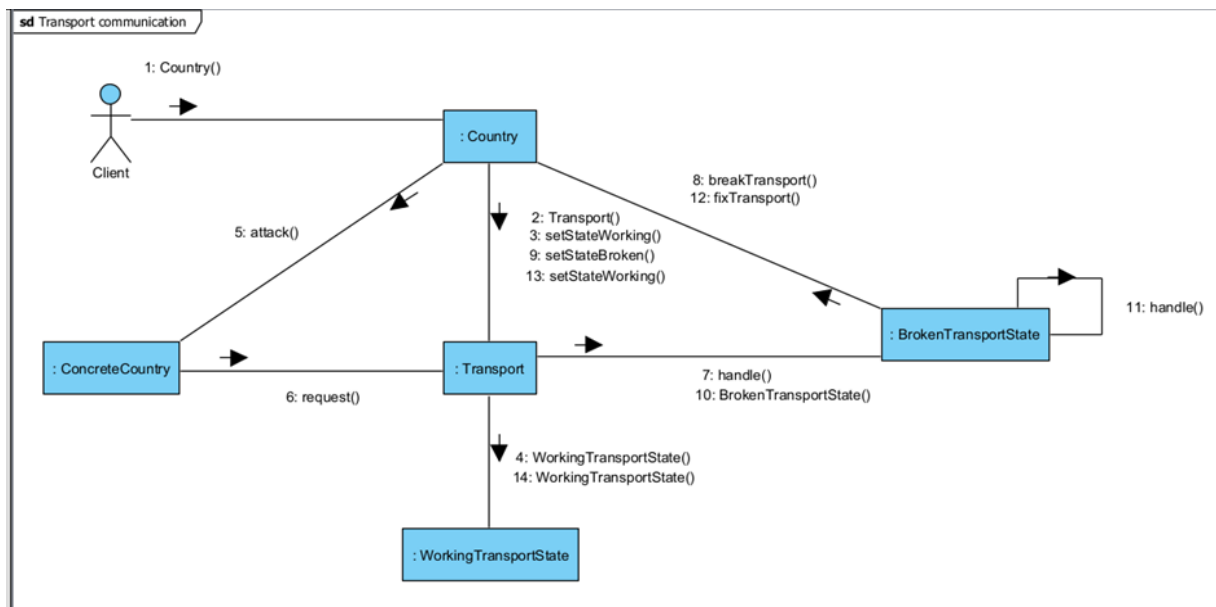 sd Transport communication
1: Country()
Client
: Country
8: breakTransport()
12: fixTransport()
5: attack()
2: Transport()
3: setStateWorking()
9: setStateBroken()
13: setStateWorking()
11: handle()
: BrokenTransportState
: ConcreteCountry
: Transport
7: handle()
10: BrokenTransportState()
6: request()
4: WorkingTransportState()
14: WorkingTransportState()
: WorkingTransportState